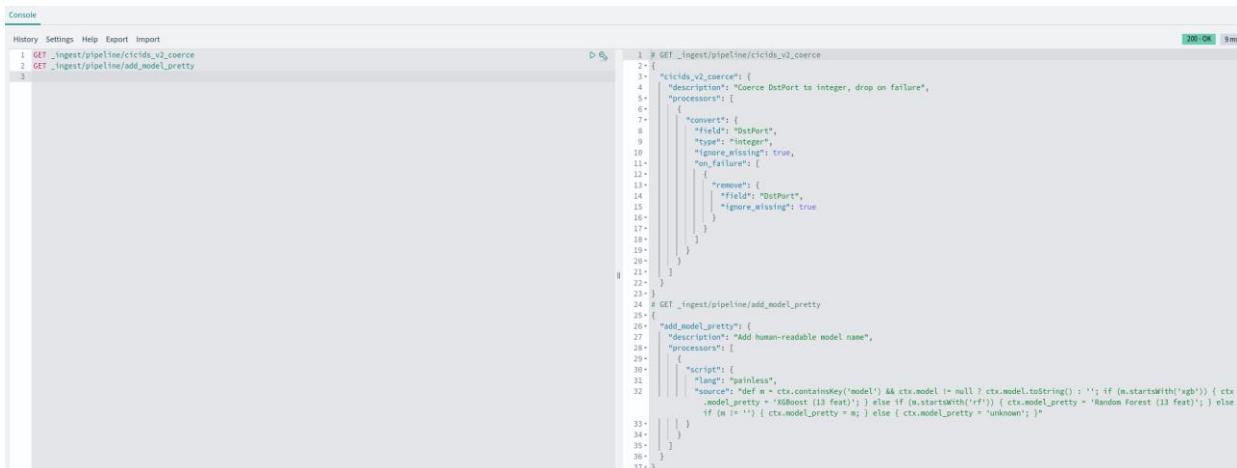 Console
History Settings Help Export Import
200 - OK 9 ms
1 GET _ingest/pipeline/cicids_v2_coerce
2 GET _ingest/pipeline/add_model_pretty
3
1 # GET _ingest/pipeline/cicids_v2_coerce
2 {
3 "cicids_v2_coerce": {
4 "description": "Coerce DstPort to integer, drop on failure",
5 "processors": [
6 {
7 "convert": {
8 "field": "DstPort",
9 "type": "integer",
10 "ignore_missing": true,
11 "on_failure": [
12 {
13 "remove": {
14 "field": "DstPort",
15 "ignore_missing": true
16 }
17 }
18 ]
19 }
20 }
21 ]
22 }
23 }
24 # GET _ingest/pipeline/add_model_pretty
25 {
26 "add_model_pretty": {
27 "description": "Add human-readable model name",
28 "processors": [
29 {
30 "script": {
31 "lang": "painless",
32 "source": "def m = ctx.containsKey('model') && ctx.model != null ? ctx.model.toString() : ''; if (m.startsWith('xgb')) { ctx
.model_pretty = 'XGBoost (13 feat)'; } else if (m.startsWith('rf')) { ctx.model_pretty = 'Random Forest (13 feat)'; } else
if (m != '') { ctx.model_pretty = m; } else { ctx.model_pretty = 'unknown'; }"
33 }
34 }
35 ]
36 }
37 }